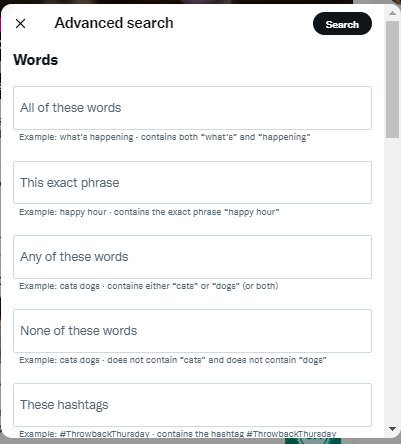 Advanced search
Search
Words
All of these words
Example: what's happening · contains both “what's” and “happening”
This exact phrase
Example: happy hour · contains the exact phrase “happy hour”
Any of these words
Example: cats dogs · contains either “cats” or “dogs” (or both)
None of these words
Example: cats dogs · does not contain “cats” and does not contain “dogs”
These hashtags
Example: #ThrowbackThursday · contains the hashtag #ThrowbackThursday